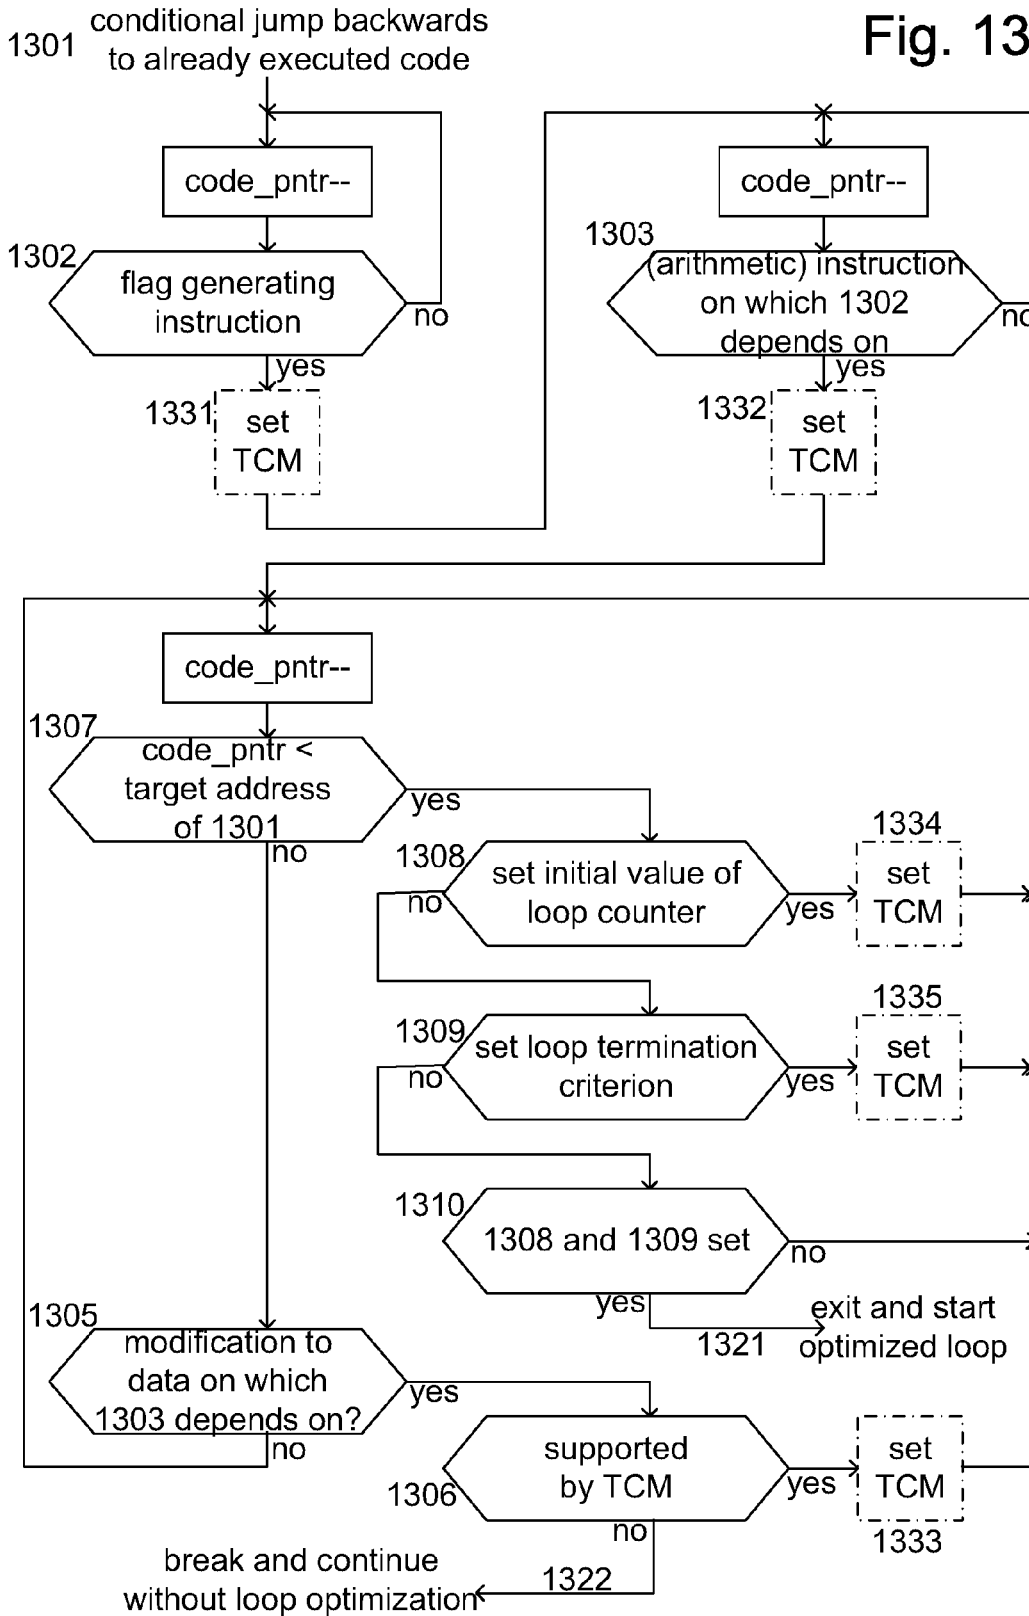 conditional jump backwards
to already executed code
1301
Fig. 13
code_pntr--
1302
flag generating
instruction
no
yes
1331
set
TCM
code_pntr--
1303
(arithmetic) instruction
on which 1302
depends on
no
yes
1332
set
TCM
code_pntr--
1307
code_pntr <
target address
of 1301
yes
no
1308
set initial value of
loop counter
no
yes
1334
set
TCM
1309
set loop termination
criterion
no
yes
1335
set
TCM
1310
1308 and 1309 set
no
yes
1321
exit and start
optimized loop
1305
modification to
data on which
1303 depends on?
yes
no
1306
supported
by TCM
yes
no
set
TCM
1333
1322
break and continue
without loop optimization